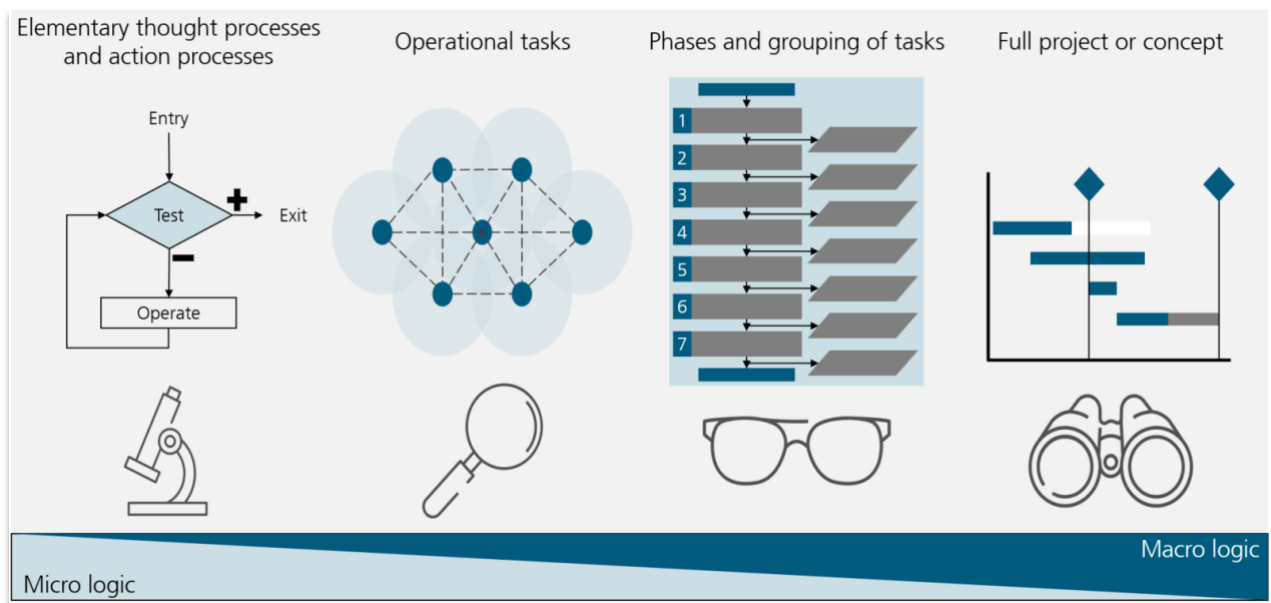 Elementary thought processes
and action processes
Operational tasks
Phases and grouping of tasks
Full project or concept
Entry
Test
+
Exit
−
Operate
1
2
3
4
5
6
7
Macro logic
Micro logic